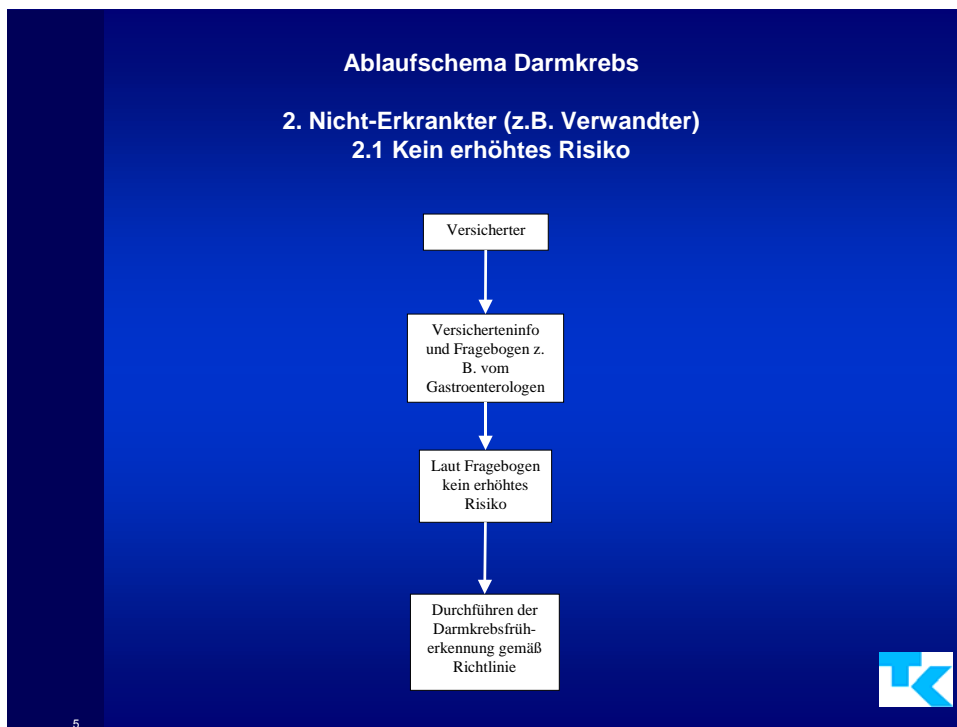 Ablaufschema Darmkrebs
2. Nicht-Erkrankter (z.B. Verwandter)
2.1 Kein erhöhtes Risiko
Versicherter
Versicherteninfo
und Fragebogen z.
B. vom
Gastroenterologen
Laut Fragebogen
kein erhöhtes
Risiko
Durchführen der
Darmkrebsfrüh-
erkennung gemäß
Richtlinie
TK
5